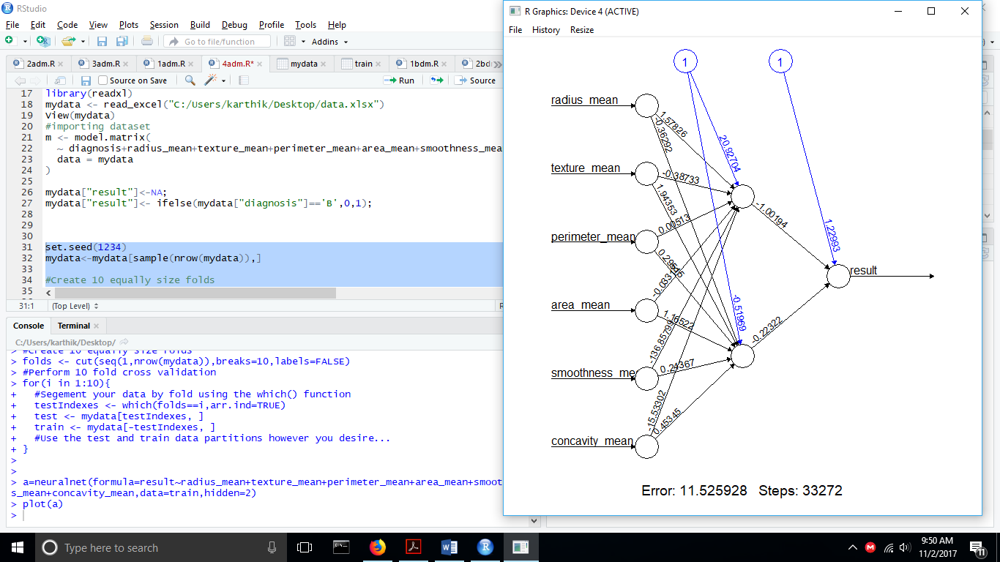 RStudio
File Edit Code View Plots Session Build Debug Profile Tools Help
Go to file/function Addins
2adm.R 3adm.R 1adm.R 4adm.R* mydata train 1bdm.R 2bd
Source on Save Run Source
17 library(readxl)
18 mydata <- read_excel("C:/Users/karthik/Desktop/data.xlsx")
19 View(mydata)
20 #importing dataset
21 m <- model.matrix(
22 ~ diagnosis+radius_mean+texture_mean+perimeter_mean+area_mean+smoothness_mea
23 data = mydata
24 )
25
26 mydata["result"]<-NA;
27 mydata["result"]<- ifelse(mydata["diagnosis"]=='B',0,1);
28
29
30
31 set.seed(1234)
32 mydata<-mydata[sample(nrow(mydata)),]
33
34 #Create 10 equally size folds
35
31:1 (Top Level)
Console Terminal
C:/Users/karthik/Desktop/
> #Create 10 equally size folds
> folds <- cut(seq(1,nrow(mydata)),breaks=10,labels=FALSE)
> #Perform 10 fold cross validation
> for(i in 1:10){
+ #Segement your data by fold using the which() function
+ testIndexes <- which(folds==i,arr.ind=TRUE)
+ test <- mydata[testIndexes, ]
+ train <- mydata[-testIndexes, ]
+ #Use the test and train data partitions however you desire...
+ }
>
>
> a=neuralnet(formula=result~radius_mean+texture_mean+perimeter_mean+area_mean+smoot
s_mean+concavity_mean,data=train,hidden=2)
> plot(a)
>
R Graphics: Device 4 (ACTIVE)
File History Resize
1 1
radius_mean
1.57826
-0.36292
20.92704
texture_mean
-0.38733
1.94353
-1.00194
1.22993
perimeter_mean
0.00513
result
area_mean
1.16522
-0.51969
-0.22322
smoothness_me
-136.85799
0.24367
-15.53302
0.45345
concavity_mean
Error: 11.525928 Steps: 33272
Type here to search
9:50 AM
11/2/2017
11